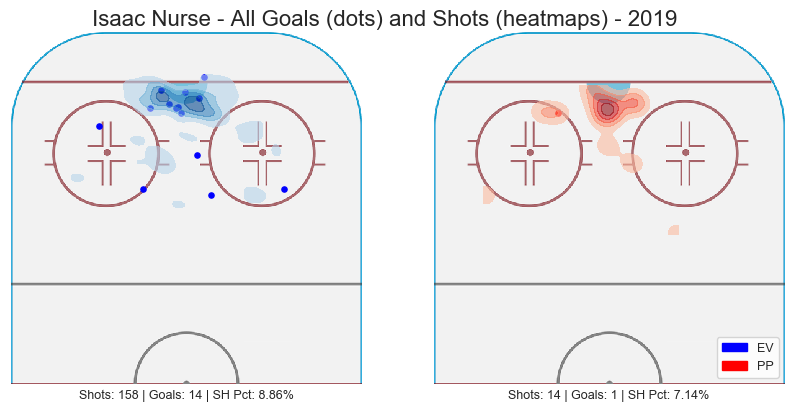 Isaac Nurse - All Goals (dots) and Shots (heatmaps) - 2019
EV
PP
Shots: 158 | Goals: 14 | SH Pct: 8.86%
Shots: 14 | Goals: 1 | SH Pct: 7.14%